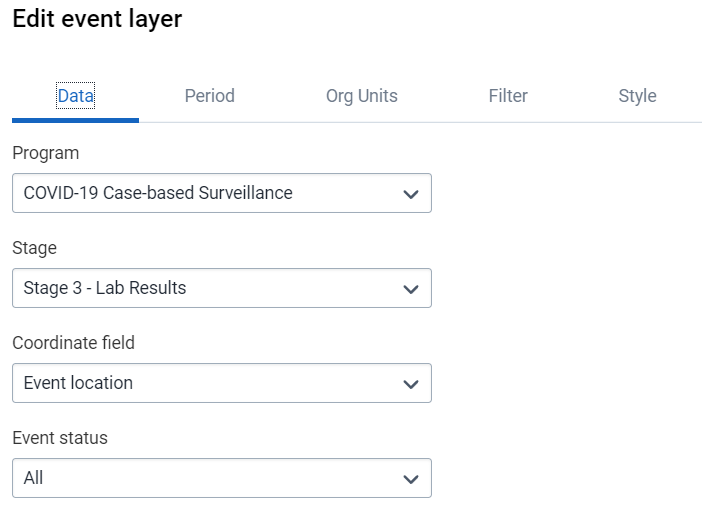 Edit event layer
Data Period Org Units Filter Style
Program
COVID-19 Case-based Surveillance
Stage
Stage 3 - Lab Results
Coordinate field
Event location
Event status
All